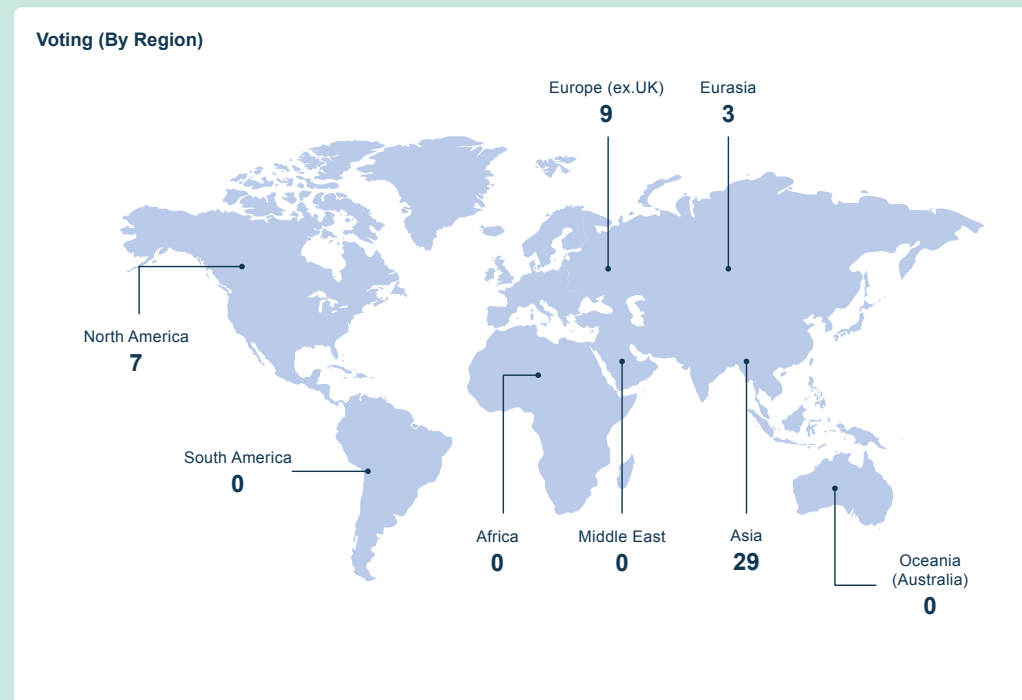 Voting (By Region)
Europe (ex.UK)
9
Eurasia
3
North America
7
South America
0
Africa
0
Middle East
0
Asia
29
Oceania
(Australia)
0